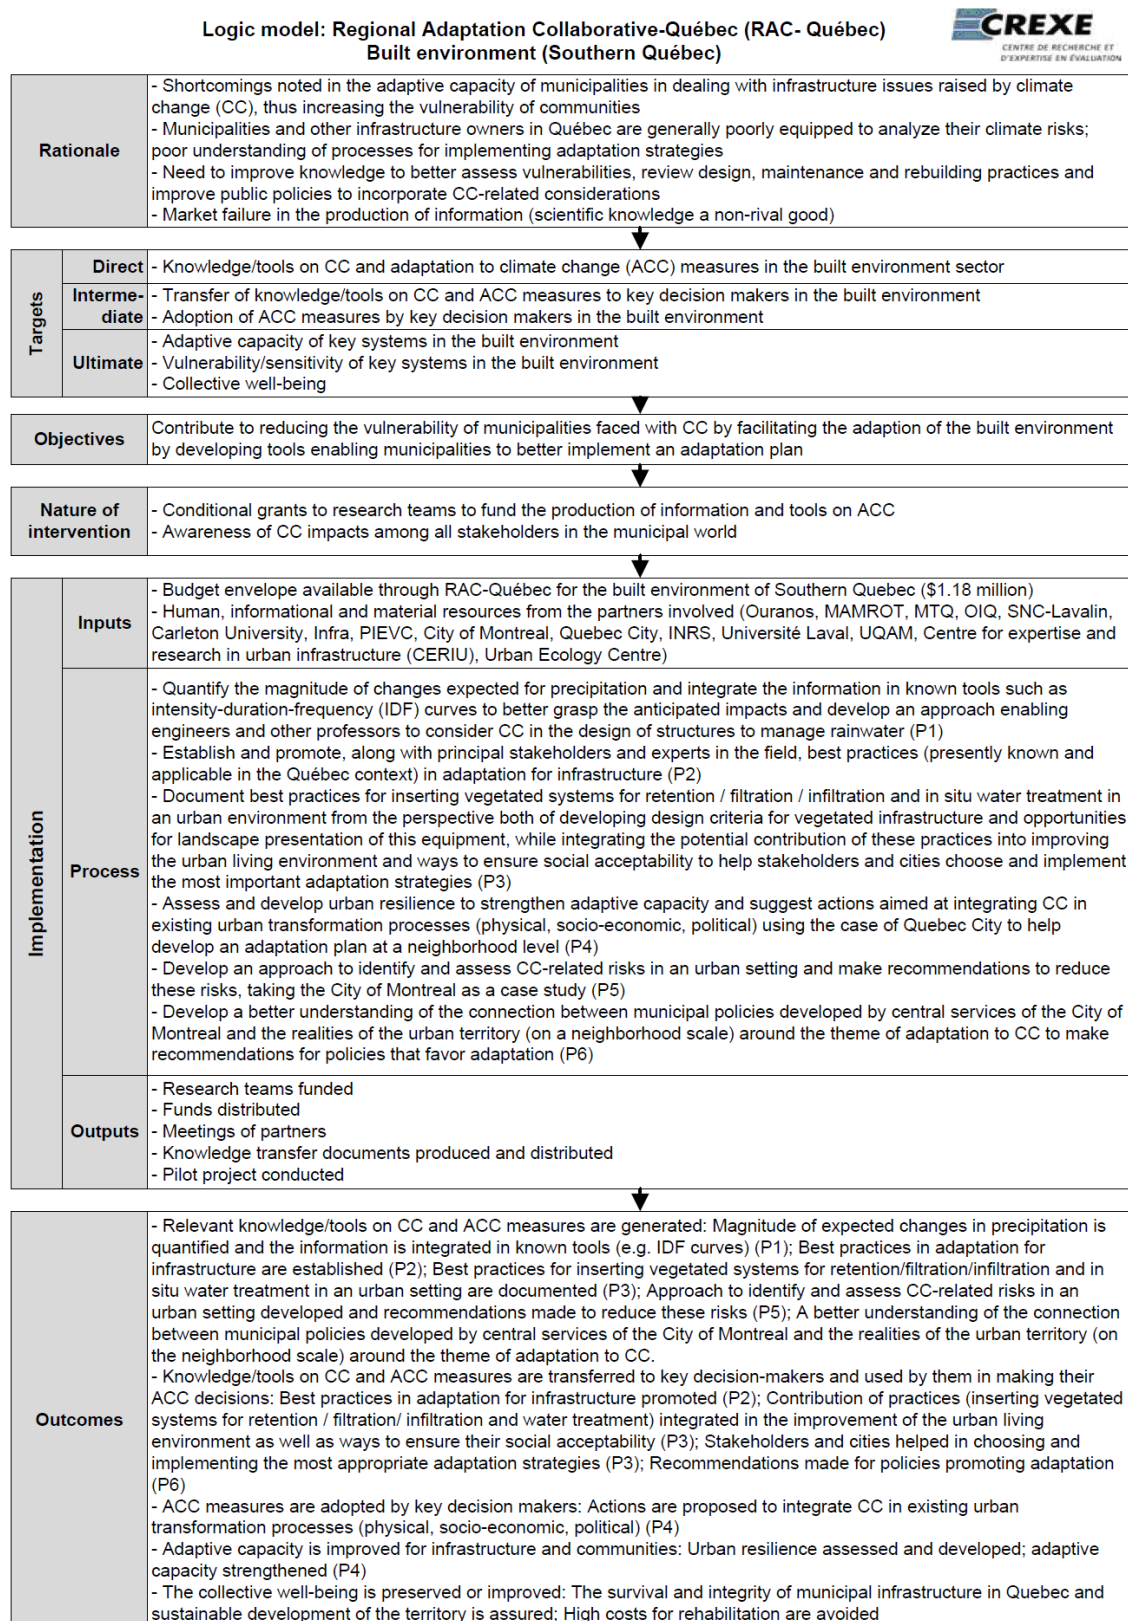 Logic model: Regional Adaptation Collaborative-Québec (RAC- Québec)
Built environment (Southern Québec)
CREXE
CENTRE DE RECHERCHE ET
D'EXPERTISE EN ÉVALUATION
Rationale
- Shortcomings noted in the adaptive capacity of municipalities in dealing with infrastructure issues raised by climate
change (CC), thus increasing the vulnerability of communities
- Municipalities and other infrastructure owners in Québec are generally poorly equipped to analyze their climate risks;
poor understanding of processes for implementing adaptation strategies
- Need to improve knowledge to better assess vulnerabilities, review design, maintenance and rebuilding practices and
improve public policies to incorporate CC-related considerations
- Market failure in the production of information (scientific knowledge a non-rival good)
Targets
Direct
- Knowledge/tools on CC and adaptation to climate change (ACC) measures in the built environment sector
Interme-
diate
- Transfer of knowledge/tools on CC and ACC measures to key decision makers in the built environment
- Adoption of ACC measures by key decision makers in the built environment
Ultimate
- Adaptive capacity of key systems in the built environment
- Vulnerability/sensitivity of key systems in the built environment
- Collective well-being
Objectives
Contribute to reducing the vulnerability of municipalities faced with CC by facilitating the adaption of the built environment
by developing tools enabling municipalities to better implement an adaptation plan
Nature of
intervention
- Conditional grants to research teams to fund the production of information and tools on ACC
- Awareness of CC impacts among all stakeholders in the municipal world
Implementation
Inputs
- Budget envelope available through RAC-Québec for the built environment of Southern Quebec ($1.18 million)
- Human, informational and material resources from the partners involved (Ouranos, MAMROT, MTQ, OIQ, SNC-Lavalin,
Carleton University, Infra, PIEVC, City of Montreal, Quebec City, INRS, Université Laval, UQAM, Centre for expertise and
research in urban infrastructure (CERIU), Urban Ecology Centre)
Process
- Quantify the magnitude of changes expected for precipitation and integrate the information in known tools such as
intensity-duration-frequency (IDF) curves to better grasp the anticipated impacts and develop an approach enabling
engineers and other professors to consider CC in the design of structures to manage rainwater (P1)
- Establish and promote, along with principal stakeholders and experts in the field, best practices (presently known and
applicable in the Québec context) in adaptation for infrastructure (P2)
- Document best practices for inserting vegetated systems for retention / filtration / infiltration and in situ water treatment in
an urban environment from the perspective both of developing design criteria for vegetated infrastructure and opportunities
for landscape presentation of this equipment, while integrating the potential contribution of these practices into improving
the urban living environment and ways to ensure social acceptability to help stakeholders and cities choose and implement
the most important adaptation strategies (P3)
- Assess and develop urban resilience to strengthen adaptive capacity and suggest actions aimed at integrating CC in
existing urban transformation processes (physical, socio-economic, political) using the case of Quebec City to help
develop an adaptation plan at a neighborhood level (P4)
- Develop an approach to identify and assess CC-related risks in an urban setting and make recommendations to reduce
these risks, taking the City of Montreal as a case study (P5)
- Develop a better understanding of the connection between municipal policies developed by central services of the City of
Montreal and the realities of the urban territory (on a neighborhood scale) around the theme of adaptation to CC to make
recommendations for policies that favor adaptation (P6)
Outputs
- Research teams funded
- Funds distributed
- Meetings of partners
- Knowledge transfer documents produced and distributed
- Pilot project conducted
Outcomes
- Relevant knowledge/tools on CC and ACC measures are generated: Magnitude of expected changes in precipitation is
quantified and the information is integrated in known tools (e.g. IDF curves) (P1); Best practices in adaptation for
infrastructure are established (P2); Best practices for inserting vegetated systems for retention/filtration/infiltration and in
situ water treatment in an urban setting are documented (P3); Approach to identify and assess CC-related risks in an
urban setting developed and recommendations made to reduce these risks (P5); A better understanding of the connection
between municipal policies developed by central services of the City of Montreal and the realities of the urban territory (on
the neighborhood scale) around the theme of adaptation to CC.
- Knowledge/tools on CC and ACC measures are transferred to key decision-makers and used by them in making their
ACC decisions: Best practices in adaptation for infrastructure promoted (P2); Contribution of practices (inserting vegetated
systems for retention / filtration/ infiltration and water treatment) integrated in the improvement of the urban living
environment as well as ways to ensure their social acceptability (P3); Stakeholders and cities helped in choosing and
implementing the most appropriate adaptation strategies (P3); Recommendations made for policies promoting adaptation
(P6)
- ACC measures are adopted by key decision makers: Actions are proposed to integrate CC in existing urban
transformation processes (physical, socio-economic, political) (P4)
- Adaptive capacity is improved for infrastructure and communities: Urban resilience assessed and developed; adaptive
capacity strengthened (P4)
- The collective well-being is preserved or improved: The survival and integrity of municipal infrastructure in Quebec and
sustainable development of the territory is assured; High costs for rehabilitation are avoided